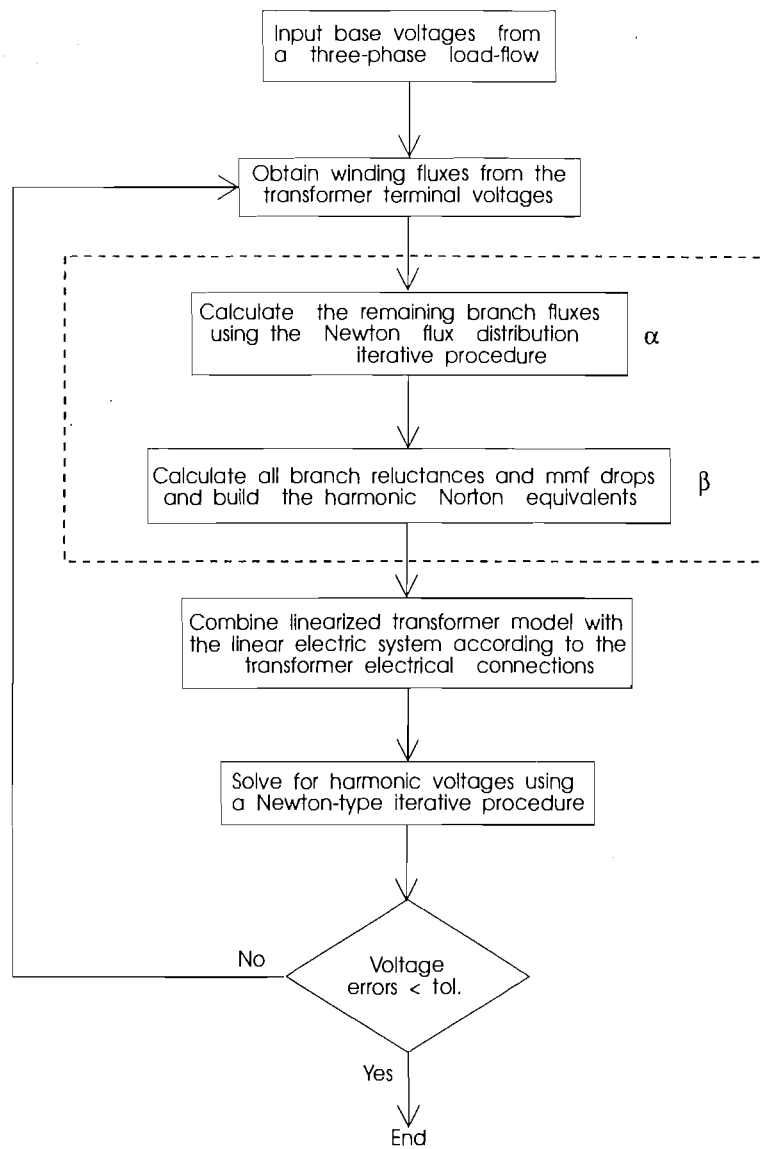 Input base voltages from
a three-phase load-flow
Obtain winding fluxes from the
transformer terminal voltages
Calculate the remaining branch fluxes
using the Newton flux distribution
iterative procedure
α
Calculate all branch reluctances and mmf drops
and build the harmonic Norton equivalents
β
Combine linearized transformer model with
the linear electric system according to the
transformer electrical connections
Solve for harmonic voltages using
a Newton-type iterative procedure
No
Voltage
errors < tol.
Yes
End